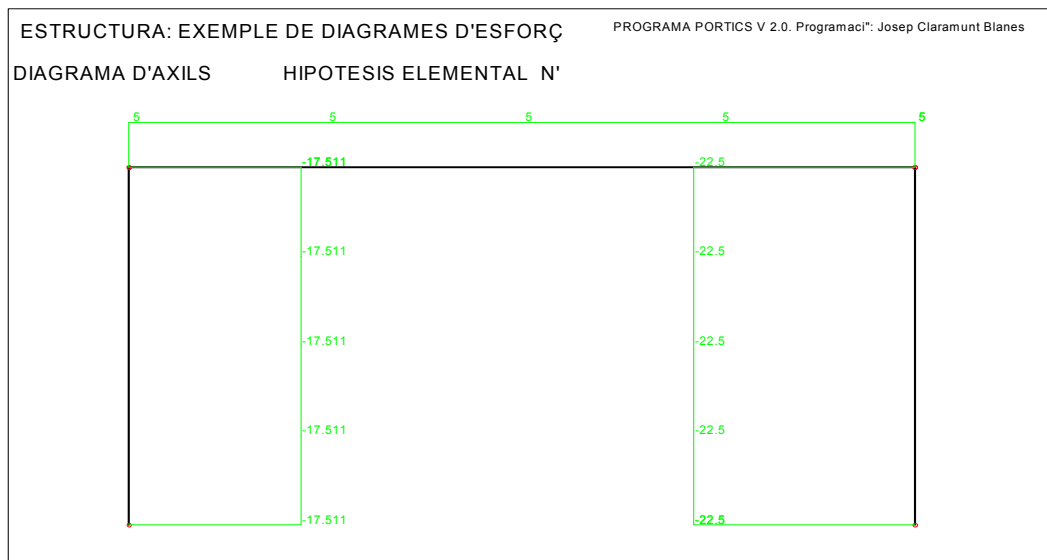 ESTRUCTURA: EXEMPLE DE DIAGRAMES D'ESFORÇ PROGRAMA PORTICS V 2.0. Programaci": Josep Claramunt Blanes
DIAGRAMA D'AXILS HIPOTESIS ELEMENTAL N'
5 5 5 5 5
-17.511 -22.5
-17.511 -22.5
-17.511 -22.5
-17.511 -22.5
-17.511 -22.5